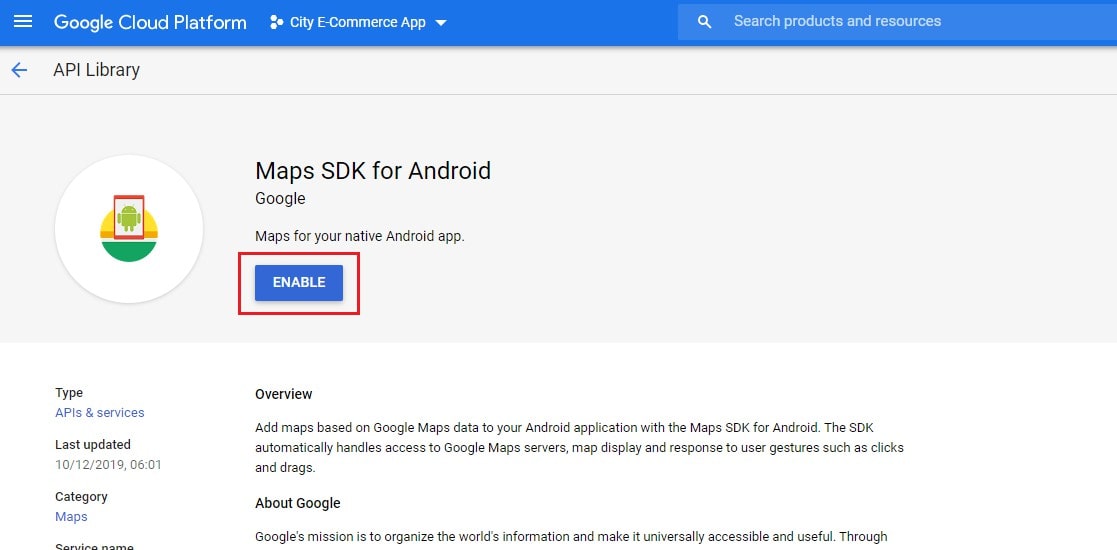 Google Cloud Platform
City E-Commerce App
Search products and resources
API Library
Maps SDK for Android
Google
Maps for your native Android app.
ENABLE
Type
APIs & services
Last updated
10/12/2019, 06:01
Category
Maps
Service name
Overview
Add maps based on Google Maps data to your Android application with the Maps SDK for Android. The SDK
automatically handles access to Google Maps servers, map display and response to user gestures such as clicks
and drags.
About Google
Google's mission is to organize the world's information and make it universally accessible and useful. Through